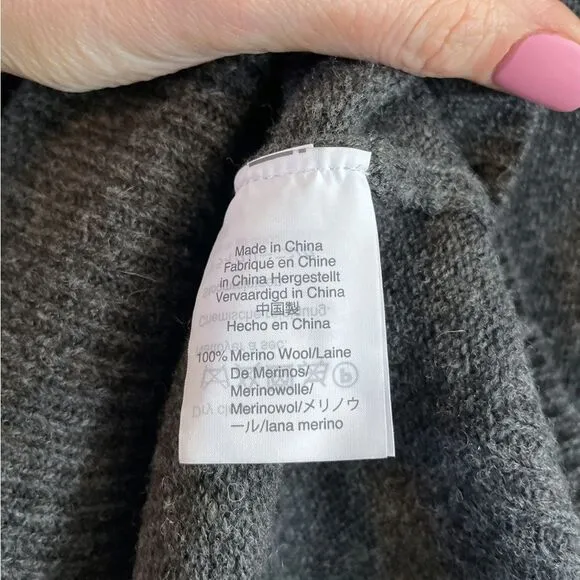 Made in China
Fabriqué en Chine
in China Hergestellt
Vervaardigd in China
中国製
Hecho en China
100% Merino Wool/Laine
De Merinos/
Merinowolle/
Merinowol/メリノウ
ール/lana merino